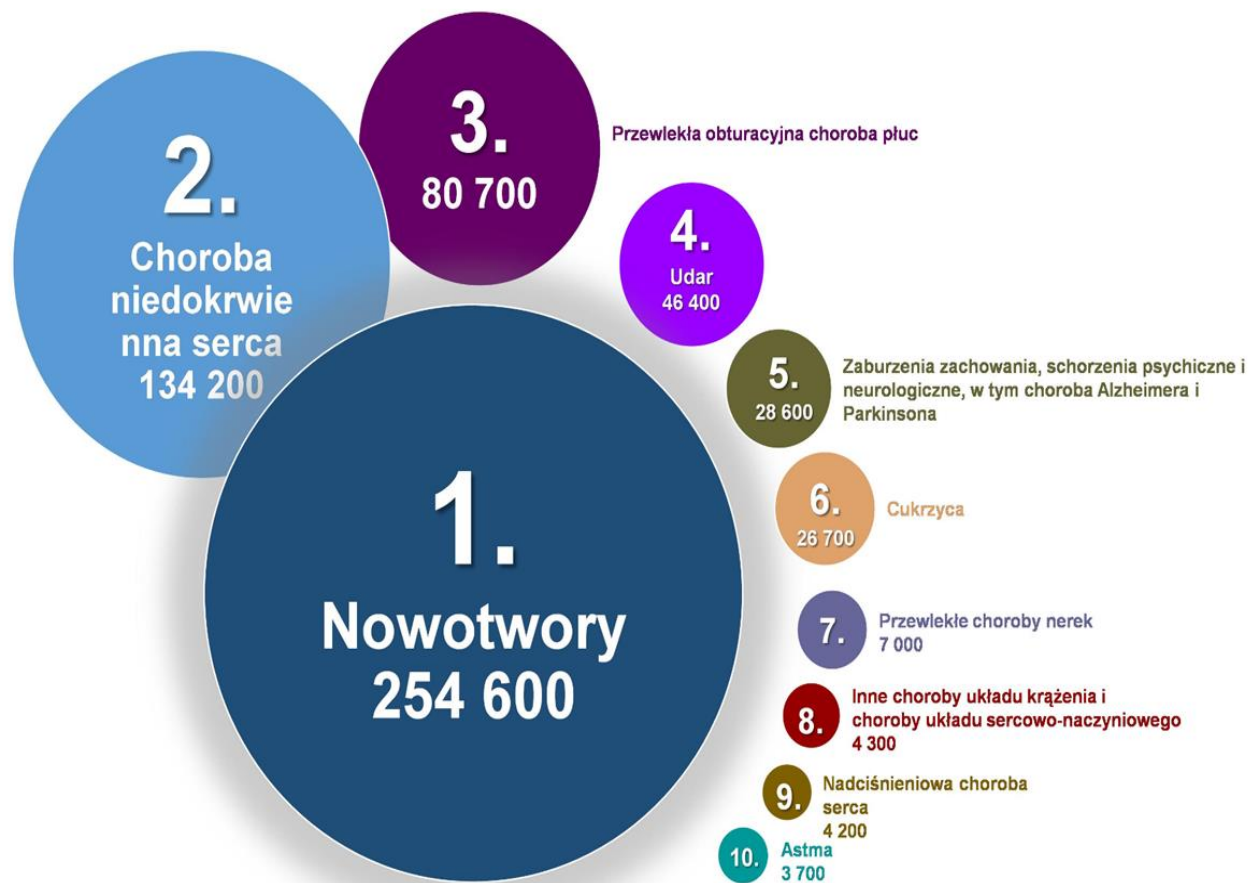 1.
Nowotwory
254 600
2.
Choroba
niedokrwie
nna serca
134 200
3.
80 700
Przewlekła obturacyjna choroba płuc
4.
Udar
46 400
5.
28 600
Zaburzenia zachowania, schorzenia psychiczne i
neurologiczne, w tym choroba Alzheimera i
Parkinsona
6.
26 700
Cukrzyca
7.
Przewlekłe choroby nerek
7 000
8.
Inne choroby układu krążenia i
choroby układu sercowo-naczyniowego
4 300
9.
Nadciśnieniowa choroba
serca
4 200
10.
Astma
3 700